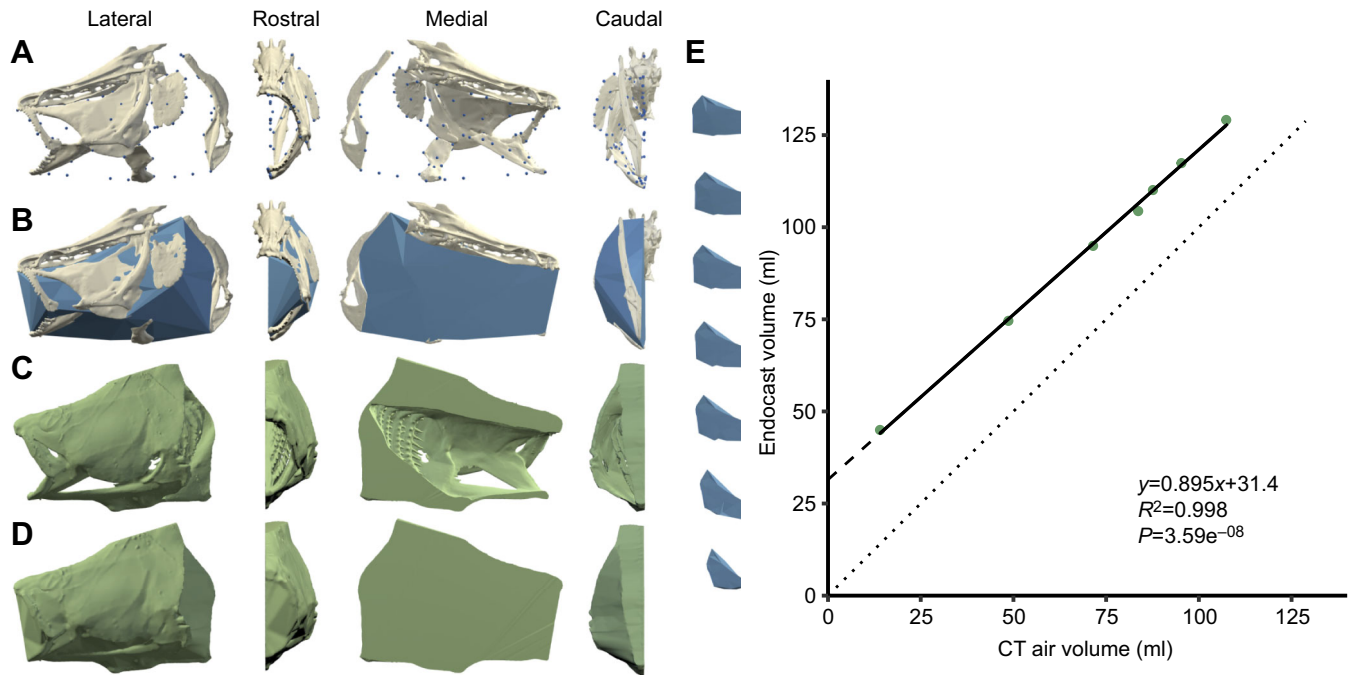 Lateral Rostral Medial Caudal
A
B
C
D
E
Endocast volume (ml)
125
100
75
50
25
0
0 25 50 75 100 125
CT air volume (ml)
y=0.895x+31.4
R²=0.998
P=3.59e⁻⁰⁸